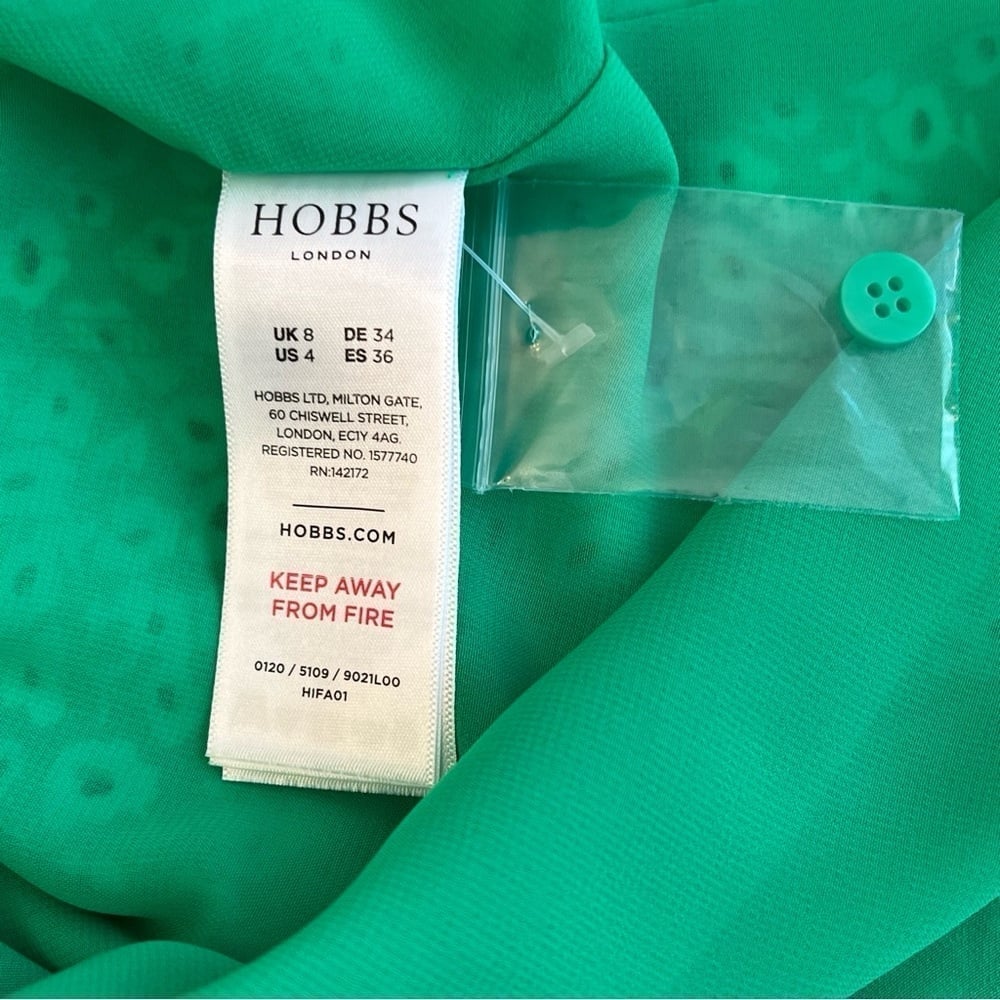 HOBBS
LONDON
UK 8 DE 34
US 4 ES 36
HOBBS LTD, MILTON GATE,
60 CHISWELL STREET,
LONDON, EC1Y 4AG.
REGISTERED NO. 1577740
RN:142172
HOBBS.COM
KEEP AWAY
FROM FIRE
0120 / 5109 / 9021L00
HIFA01